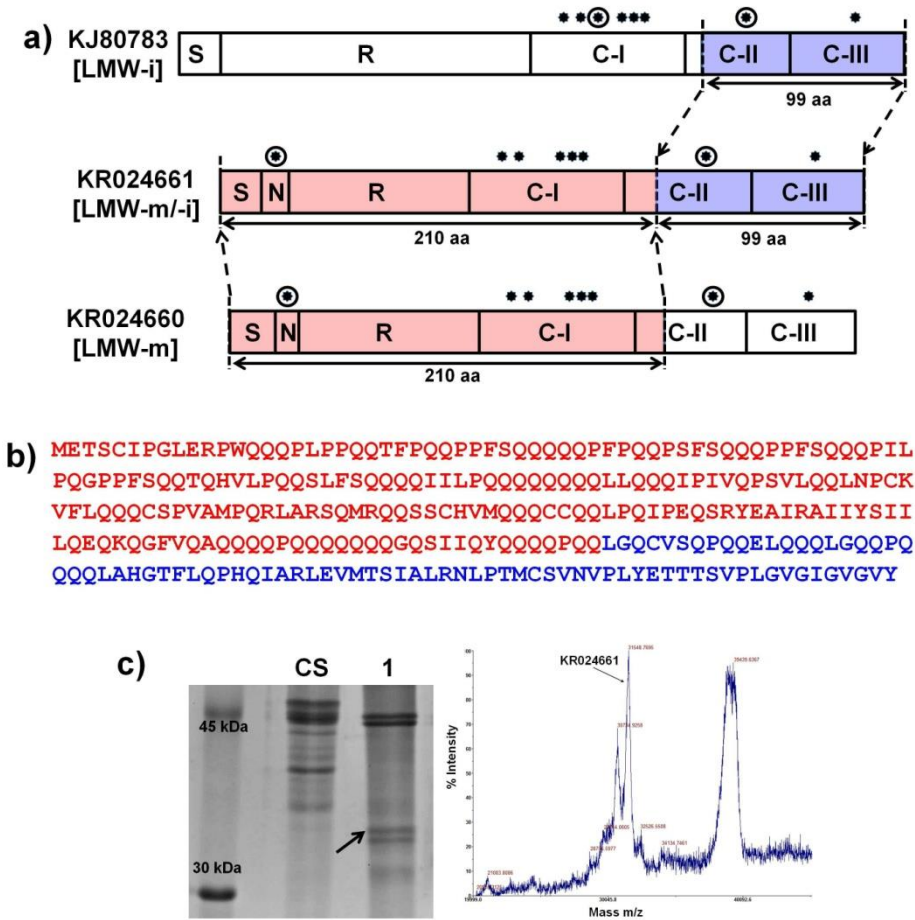 a)
KJ80783
[LMW-i]
S R C-I C-II C-III
99 aa
KR024661
[LMW-m/-i]
S N R C-I C-II C-III
210 aa 99 aa
KR024660
[LMW-m]
S N R C-I C-II C-III
210 aa
b)
METSCIPGLERPWQQQPLPPQQTFPQQPPFSQQQQQPFPQQPSFSQQQPPFSQQQPIL
PQGPPFSQQTQHVLPQQSLFSQQQQIILPQQQQQQQLLQQQIPIVQPSVLQQLNPCK
VFLQQQCSPVAMPQRLARSQMRQQSSCHVMQQQCCQQLPQIPEQSRYEAIRAIIYSII
LQEQKQGFVQAQQQQPQQQQQQQGQSIIQYQQQQPQQLGQCVSQPQQELQQQLGQQPQ
QQQLAHGTFLQPHQIARLEVMTSIALRNLPTMCSVNVPLYETTTSVPLGVGIGVGVY
c)
CS 1
45 kDa
30 kDa
KR024661
% Intensity
Mass m/z